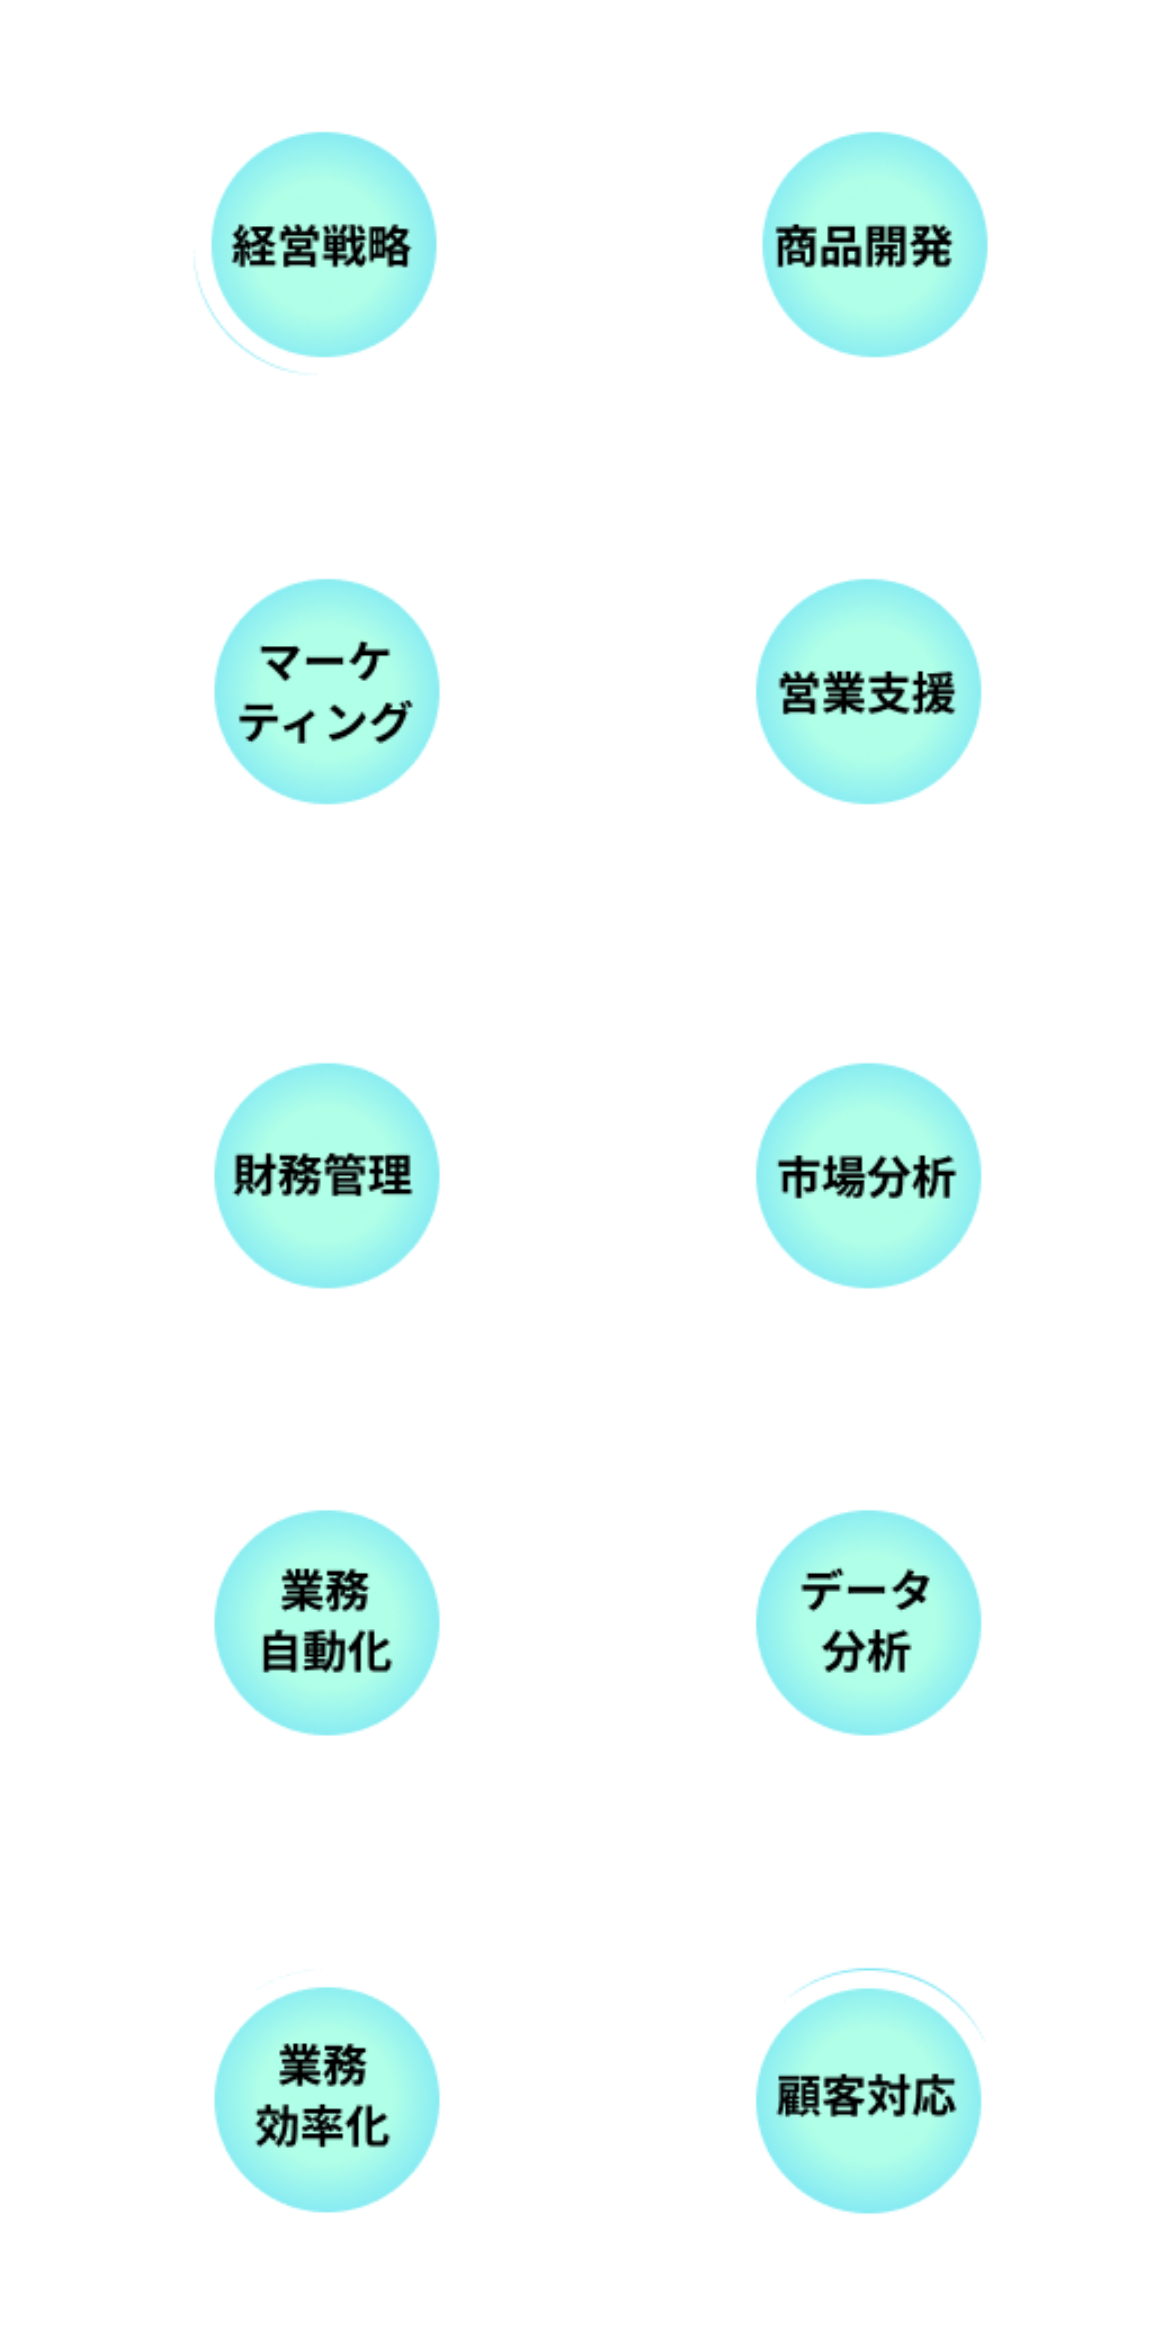 経営戦略
商品開発
マーケ
ティング
営業支援
財務管理
市場分析
業務
自動化
データ
分析
業務
効率化
顧客対応